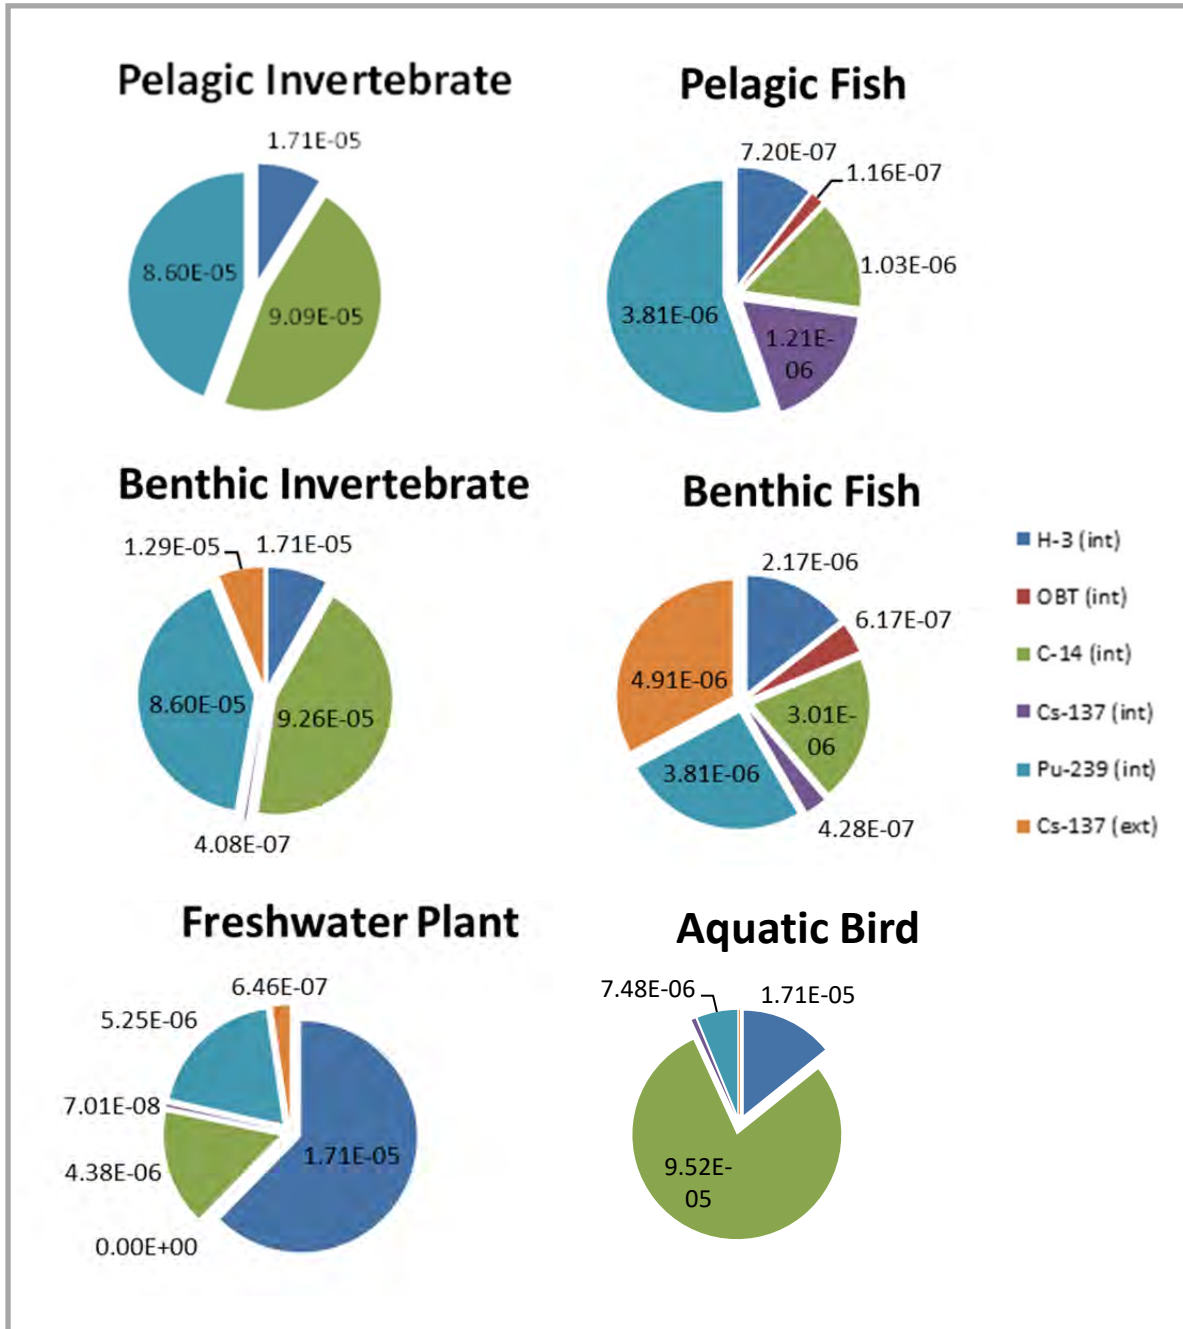 Pelagic Invertebrate
1.71E-05
8.60E-05
9.09E-05
Pelagic Fish
7.20E-07
1.16E-07
1.03E-06
3.81E-06
1.21E-
06
Benthic Invertebrate
1.29E-05
1.71E-05
8.60E-05
9.26E-05
4.08E-07
Benthic Fish
2.17E-06
6.17E-07
4.91E-06
3.01E-
06
3.81E-06
4.28E-07
H-3 (int)
OBT (int)
C-14 (int)
Cs-137 (int)
Pu-239 (int)
Cs-137 (ext)
Freshwater Plant
6.46E-07
5.25E-06
7.01E-08
1.71E-05
4.38E-06
0.00E+00
Aquatic Bird
7.48E-06
1.71E-05
9.52E-
05